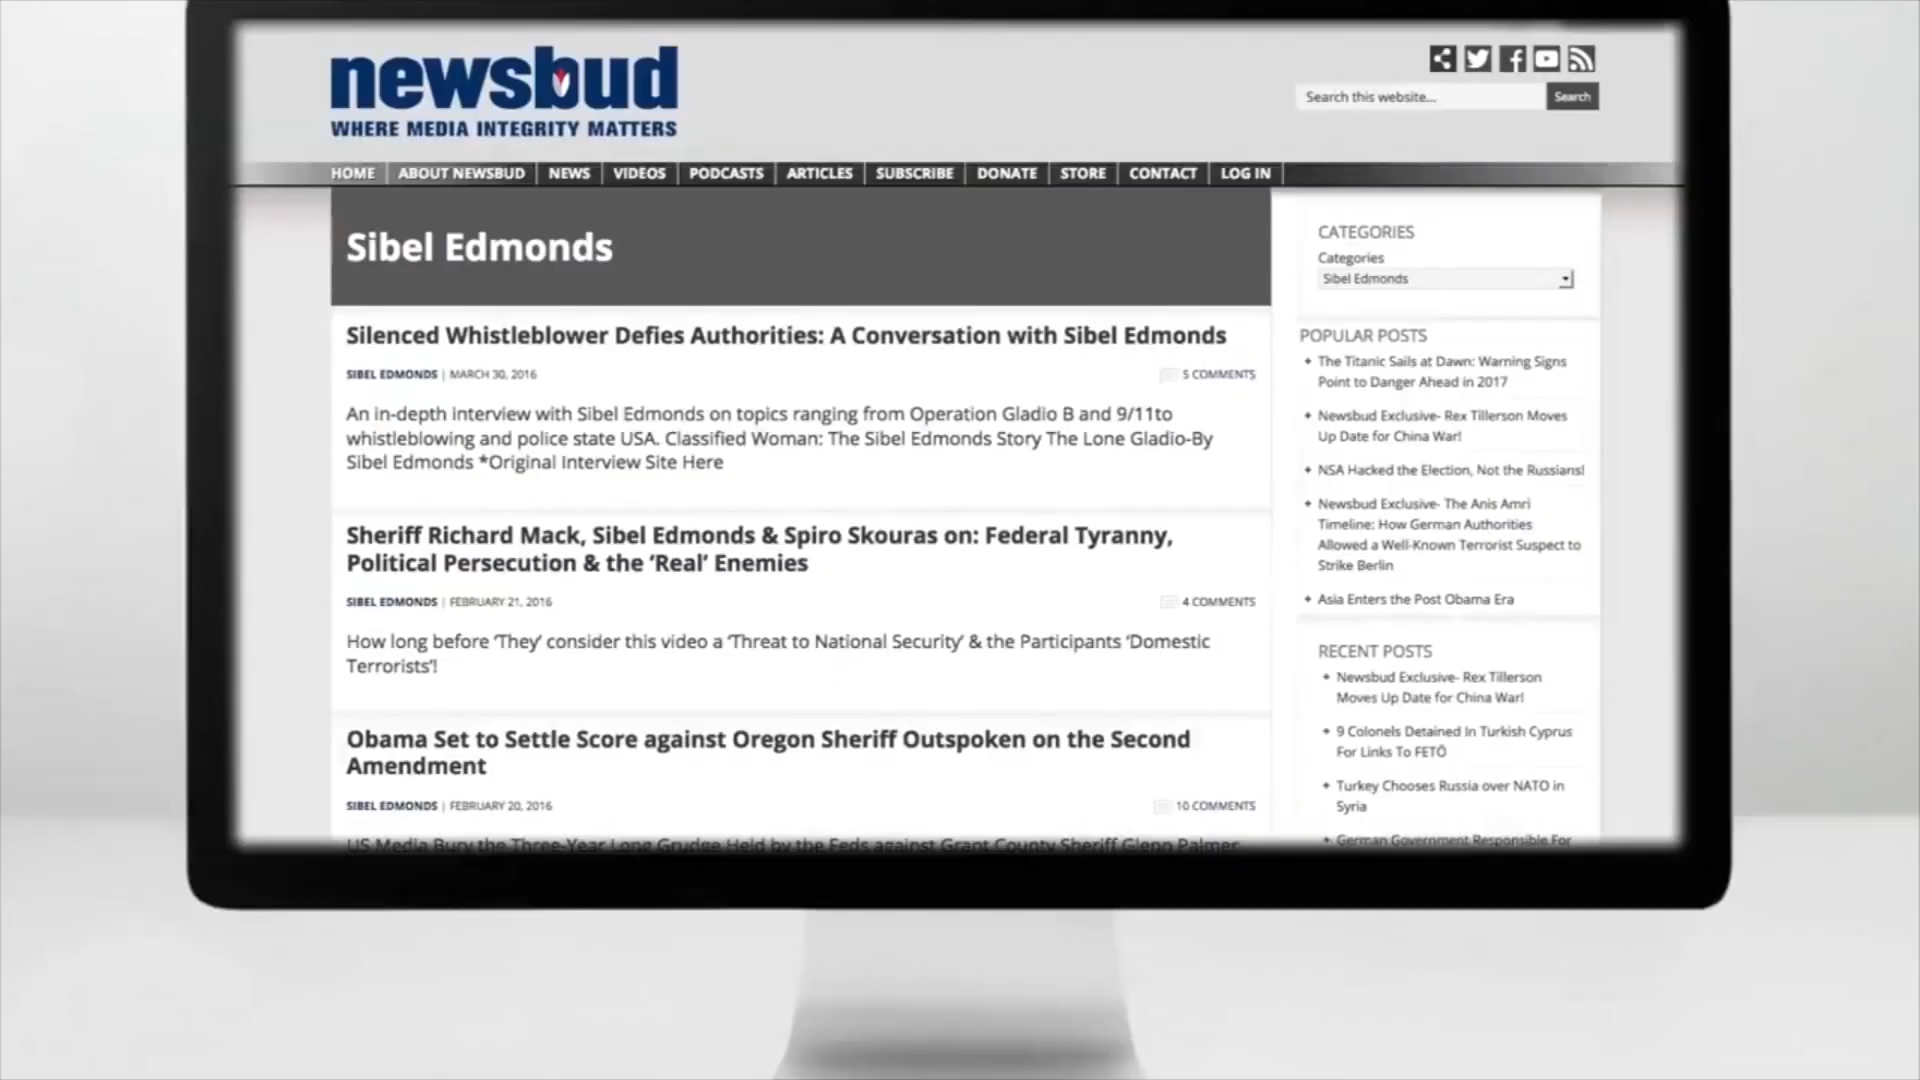 newsbud
WHERE MEDIA INTEGRITY MATTERS
Search this website...
Search
HOME
ABOUT NEWSBUD
NEWS
VIDEOS
PODCASTS
ARTICLES
SUBSCRIBE
DONATE
STORE
CONTACT
LOG IN
Sibel Edmonds
Silenced Whistleblower Defies Authorities: A Conversation with Sibel Edmonds
SIBEL EDMONDS | MARCH 30, 2016
5 COMMENTS
An in-depth interview with Sibel Edmonds on topics ranging from Operation Gladio B and 9/11to
whistleblowing and police state USA. Classified Woman: The Sibel Edmonds Story The Lone Gladio-By
Sibel Edmonds *Original Interview Site Here
Sheriff Richard Mack, Sibel Edmonds & Spiro Skouras on: Federal Tyranny,
Political Persecution & the ‘Real’ Enemies
SIBEL EDMONDS | FEBRUARY 21, 2016
4 COMMENTS
How long before ‘They’ consider this video a ‘Threat to National Security’ & the Participants ‘Domestic
Terrorists’!
Obama Set to Settle Score against Oregon Sheriff Outspoken on the Second
Amendment
SIBEL EDMONDS | FEBRUARY 20, 2016
10 COMMENTS
US Media Bury the Three-Year Long Grudge Held by the Feds against Grant County Sheriff Glenn Palmer
CATEGORIES
Categories
Sibel Edmonds
POPULAR POSTS
The Titanic Sails at Dawn: Warning Signs
Point to Danger Ahead in 2017
Newsbud Exclusive- Rex Tillerson Moves
Up Date for China War!
NSA Hacked the Election, Not the Russians!
Newsbud Exclusive- The Anis Amri
Timeline: How German Authorities
Allowed a Well-Known Terrorist Suspect to
Strike Berlin
Asia Enters the Post Obama Era
RECENT POSTS
Newsbud Exclusive- Rex Tillerson
Moves Up Date for China War!
9 Colonels Detained In Turkish Cyprus
For Links To FETÖ
Turkey Chooses Russia over NATO in
Syria
German Government Responsible For